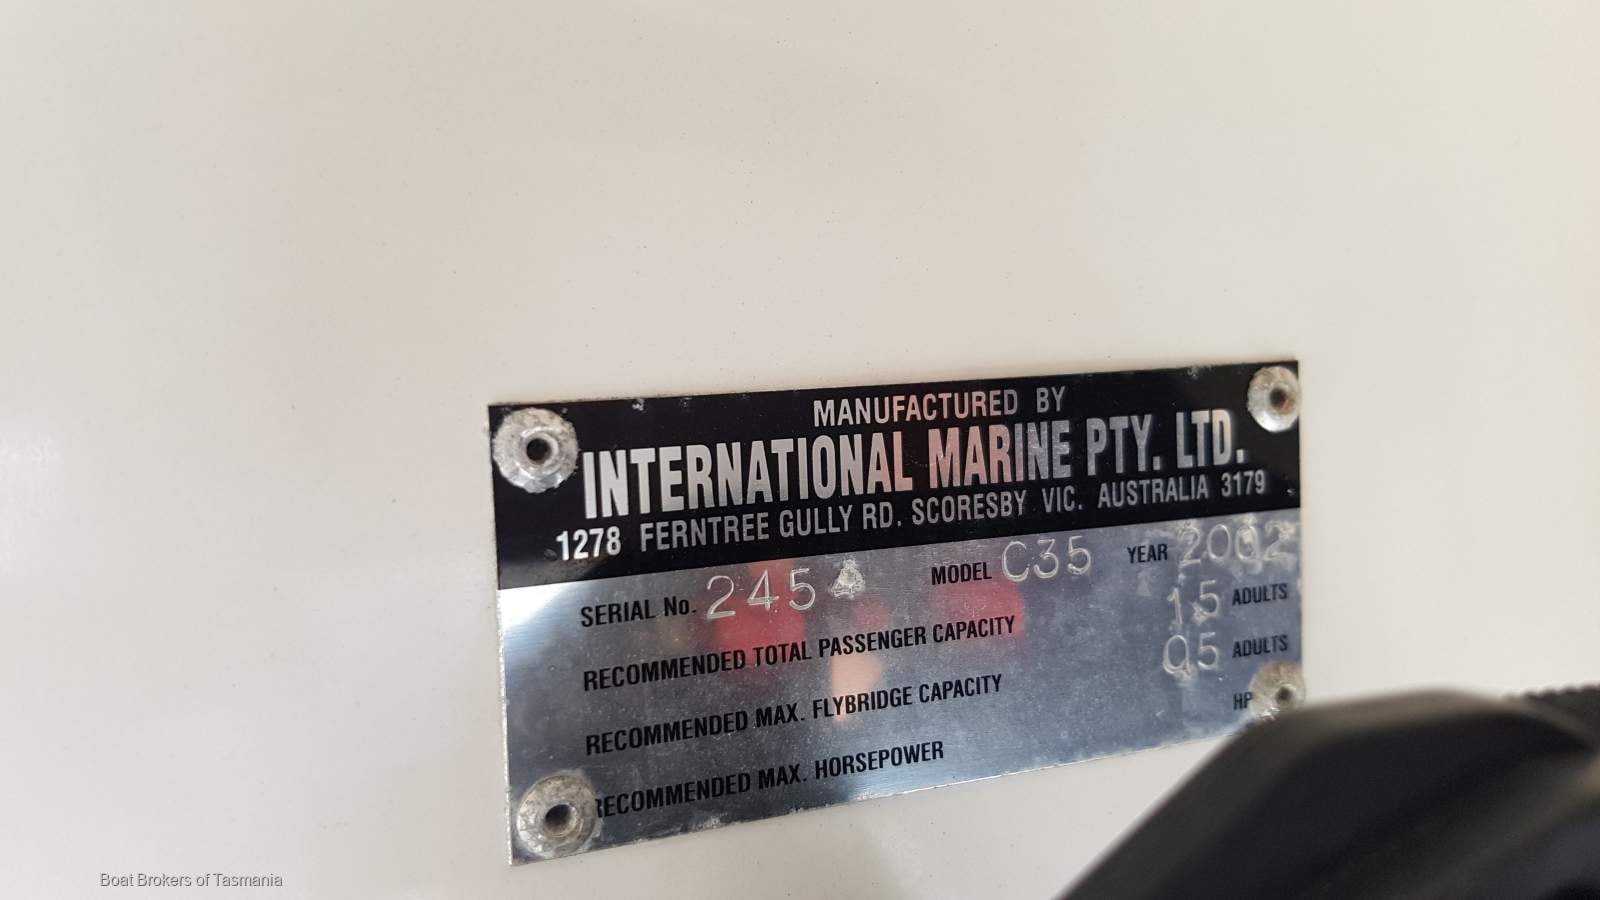 MANUFACTURED BY
INTERNATIONAL MARINE PTY. LTD.
1278 FERNTREE GULLY RD. SCORESBY VIC. AUSTRALIA 3179
SERIAL No. 2454 MODEL C35 YEAR 2002
RECOMMENDED TOTAL PASSENGER CAPACITY 15 ADULTS
RECOMMENDED MAX. FLYBRIDGE CAPACITY 05 ADULTS
RECOMMENDED MAX. HORSEPOWER HP
Boat Brokers of Tasmania